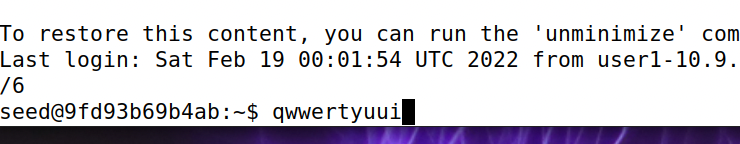 To restore this content, you can run the 'unminimize' com
Last login: Sat Feb 19 00:01:54 UTC 2022 from user1-10.9.
/6
seed@9fd93b69b4ab:~$ qwwertyuui